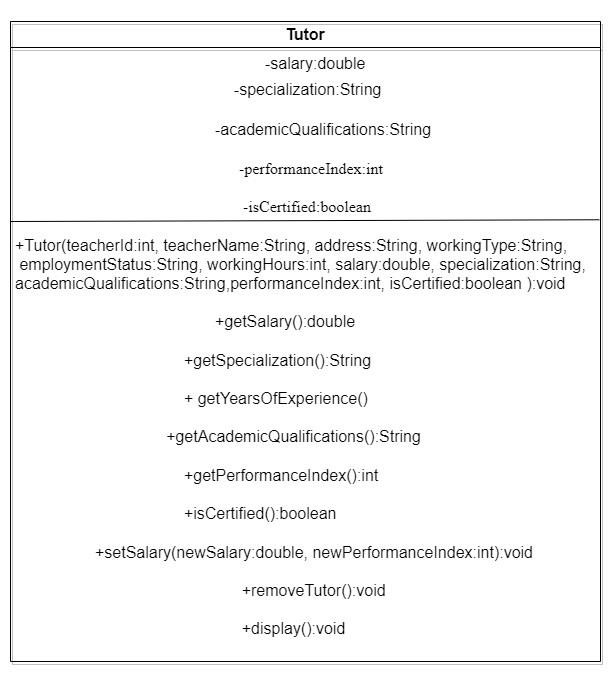 Tutor
-salary:double
-specialization:String
-academicQualifications:String
-performanceIndex:int
-isCertified:boolean
+Tutor(teacherId:int, teacherName:String, address:String, workingType:String,
employmentStatus:String, workingHours:int, salary:double, specialization:String,
academicQualifications:String,performanceIndex:int, isCertified:boolean ):void
+getSalary():double
+getSpecialization():String
+ getYearsOfExperience()
+getAcademicQualifications():String
+getPerformanceIndex():int
+isCertified():boolean
+setSalary(newSalary:double, newPerformanceIndex:int):void
+removeTutor():void
+display():void